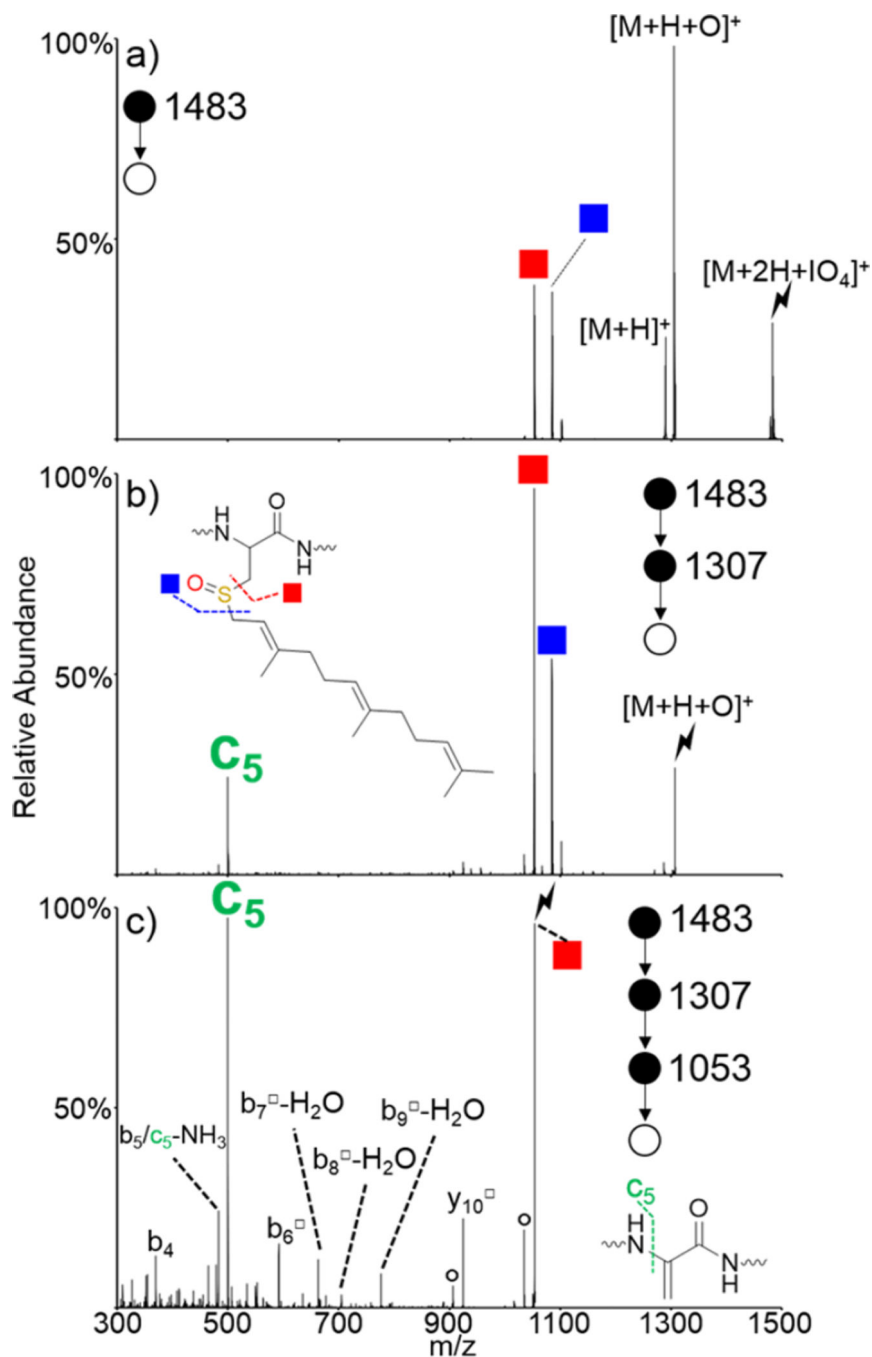 100%
a)
1483
[M+H+O]⁺
50%
[M+2H+IO₄]⁺
[M+H]⁺
100%
b)
1483
1307
H
N
O
N
H
O
S
50%
[M+H+O]⁺
C₅
Relative Abundance
100%
c)
C₅
1483
1307
1053
50%
b₇□-H₂O
b₉□-H₂O
b₅/c₅-NH₃
b₈□-H₂O
b₄
b₆□
y₁₀□
c₅
H
N
O
N
H
300 500 700 900 1100 1300 1500
m/z